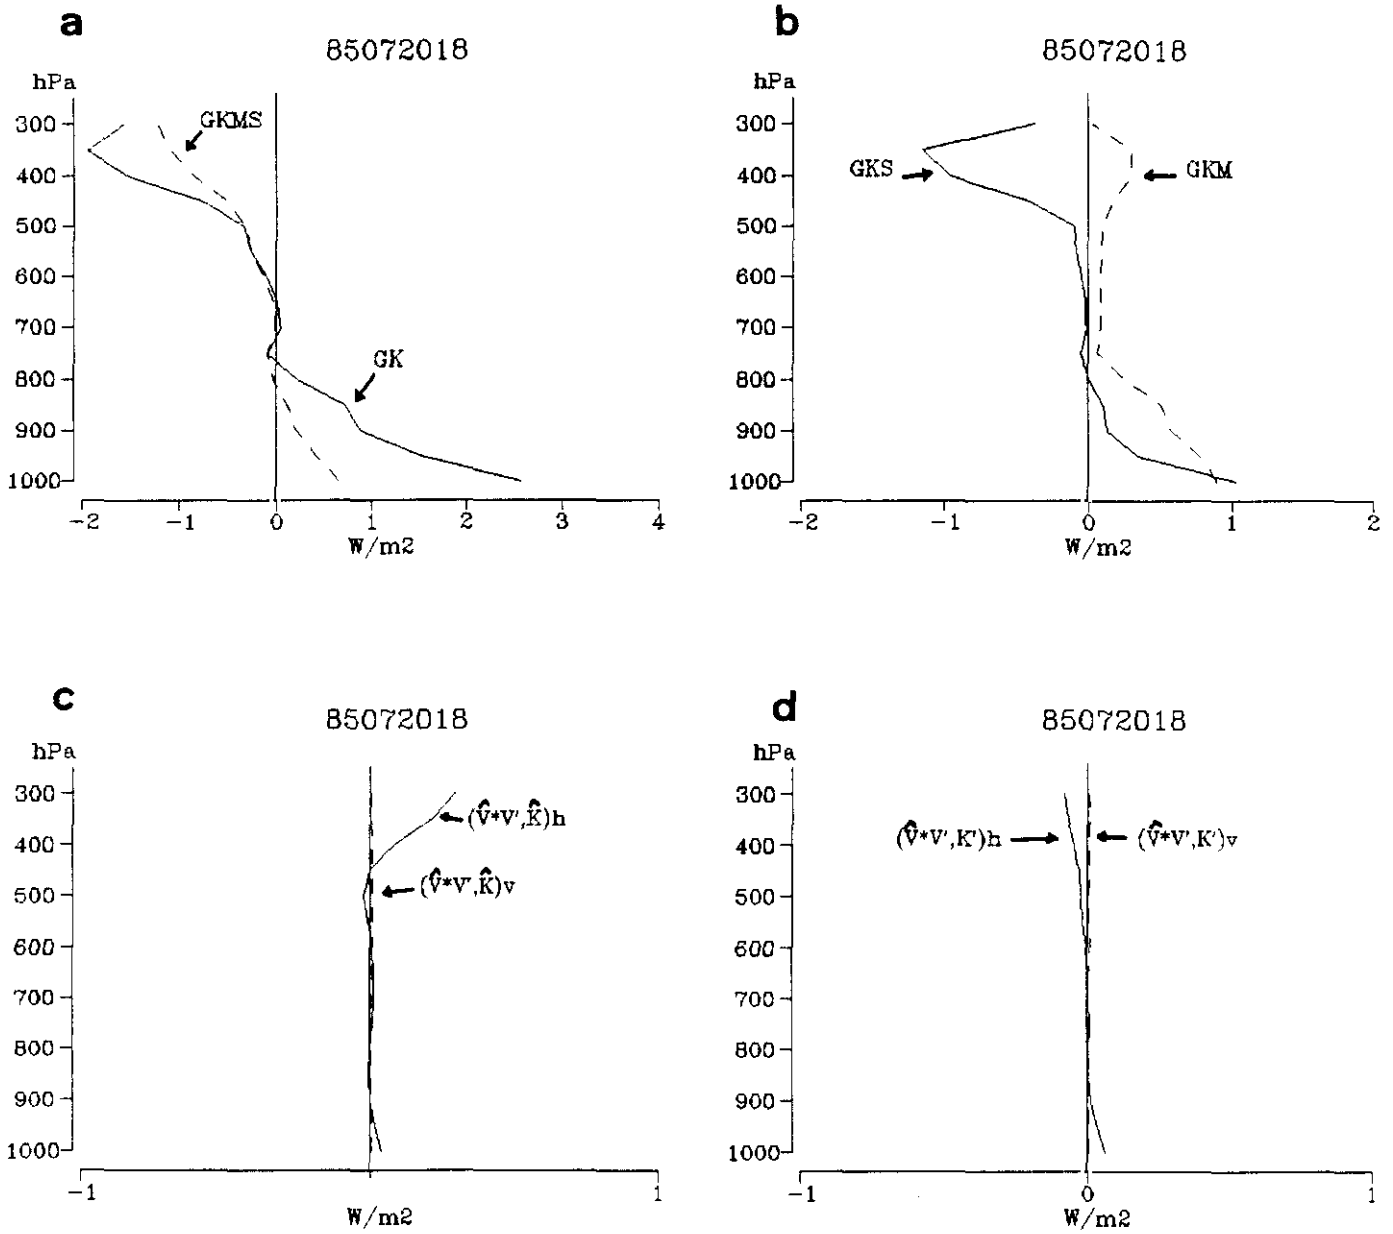 a
85072018
hPa
300
400
500
600
700
800
900
1000
GKMS
GK
-2 -1 0 1 2 3 4
W/m2
b
85072018
hPa
300
400
500
600
700
800
900
1000
GKS
GKM
-2 -1 0 1 2
W/m2
c
85072018
hPa
300
400
500
600
700
800
900
1000
(V̂*V',K̂)h
(V̂*V',K̂)v
-1 1
W/m2
d
85072018
hPa
300
400
500
600
700
800
900
1000
(V̂*V',K')h
(V̂*V',K')v
-1 0 1
W/m2